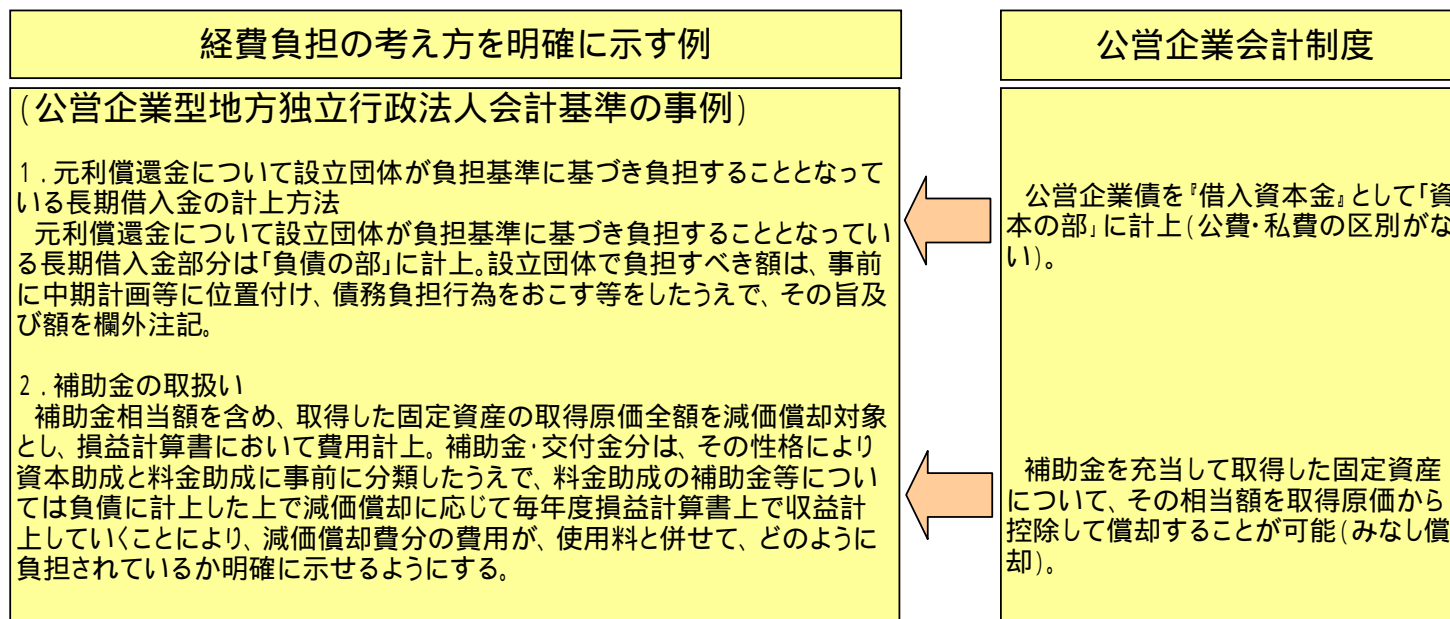 経費負担の考え方を明確に示す例
(公営企業型地方独立行政法人会計基準の事例)
1.元利償還金について設立団体が負担基準に基づき負担することとなって
いる長期借入金の計上方法
元利償還金について設立団体が負担基準に基づき負担することとなってい
る長期借入金部分は「負債の部」に計上。設立団体で負担すべき額は、事前
に中期計画等に位置付け、債務負担行為をおこす等をしたうえで、その旨及
び額を欄外注記。
2.補助金の取扱い
補助金相当額を含め、取得した固定資産の取得原価全額を減価償却対象
とし、損益計算書において費用計上。補助金・交付金分は、その性格により
資本助成と料金助成に事前に分類したうえで、料金助成の補助金等につい
ては負債に計上した上で減価償却に応じて毎年度損益計算書上で収益計
上していくことにより、減価償却費分の費用が、使用料と併せて、どのように
負担されているか明確に示せるようにする。
公営企業会計制度
公営企業債を『借入資本金』として「資
本の部」に計上(公費・私費の区別がな
い)。
補助金を充当して取得した固定資産
について、その相当額を取得原価から
控除して償却することが可能(みなし償
却)。